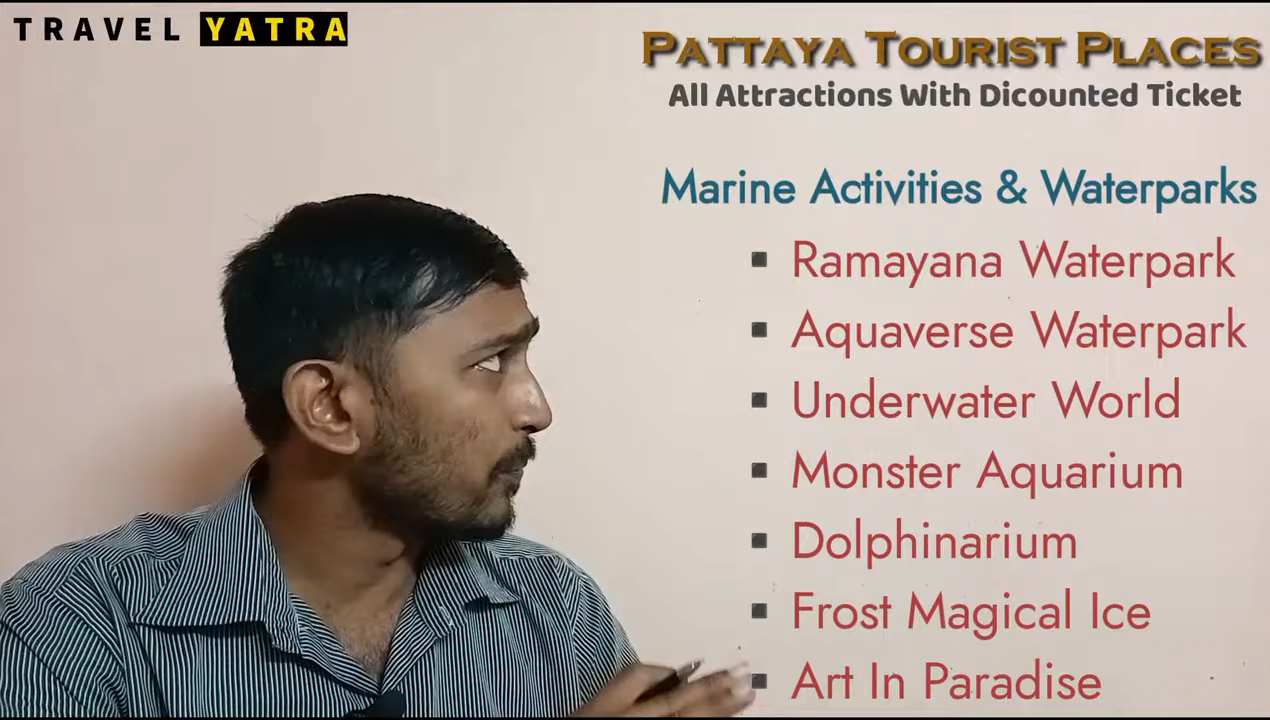 TRAVEL YATRA
PATTAYA TOURIST PLACES
All Attractions With Dicounted Ticket
Marine Activities & Waterparks
▪ Ramayana Waterpark
▪ Aquaverse Waterpark
▪ Underwater World
▪ Monster Aquarium
▪ Dolphinarium
▪ Frost Magical Ice
▪ Art In Paradise